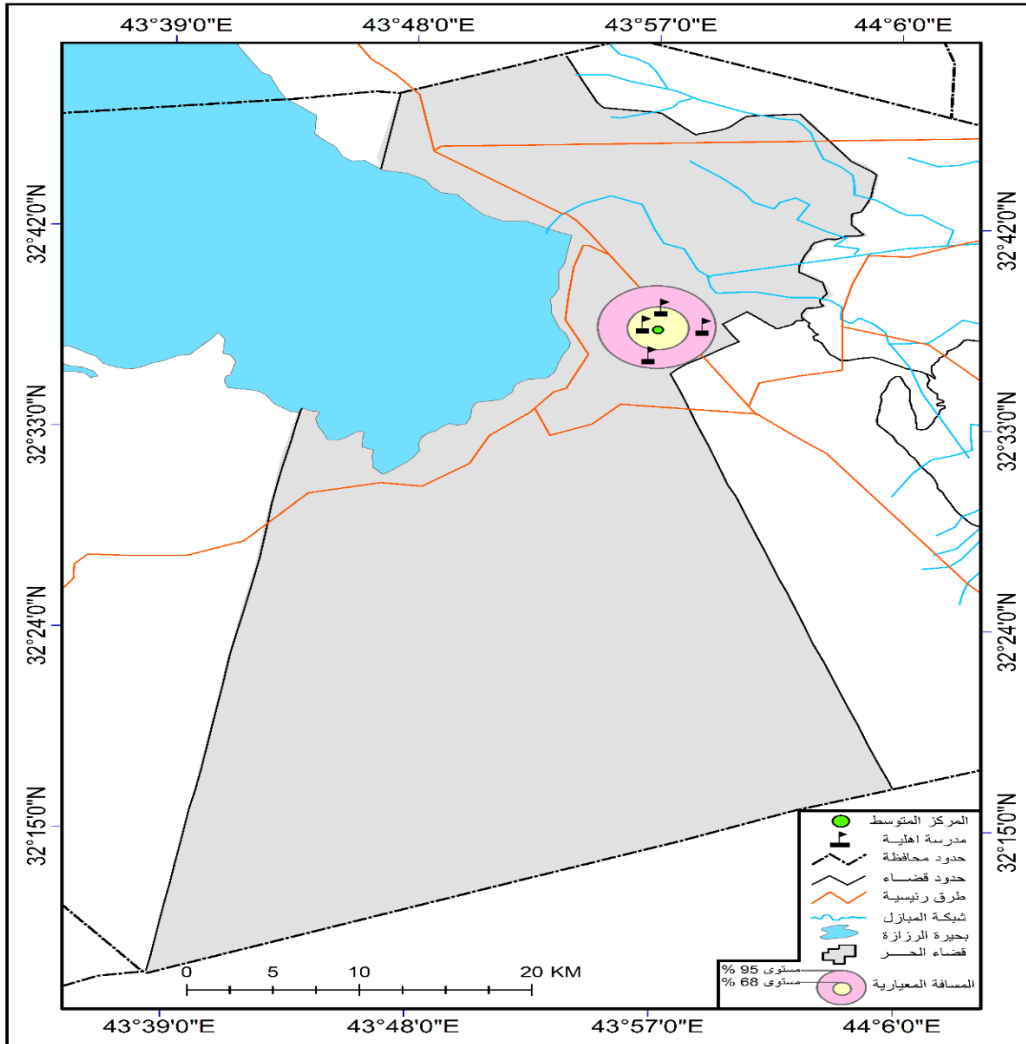 43°39'0"E 43°48'0"E 43°57'0"E 44°6'0"E
32°42'0"N 32°42'0"N
32°33'0"N 32°33'0"N
32°24'0"N 32°24'0"N
32°15'0"N 32°15'0"N
المركز المتوسط
مدرسة اهلية
حدود محافظة
حدود قضــــاء
طرق رئيسية
شبكة المبازل
بحيرة الرزازة
قضاء الحـــر
مستوى 95 %
مستوى 68 %
المسافة المعيارية
0 5 10 20 KM
43°39'0"E 43°48'0"E 43°57'0"E 44°6'0"E